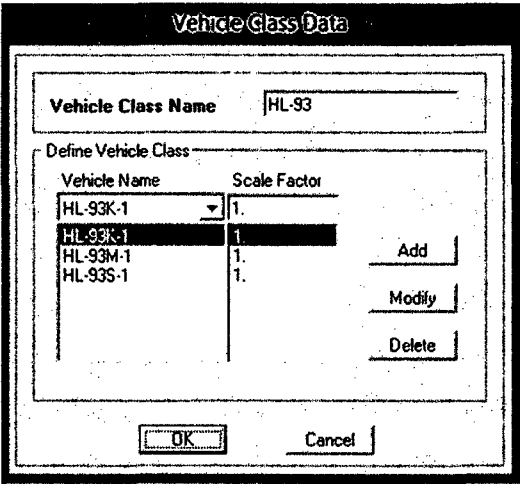 Vehicle Class Data
Vehicle Class Name HL-93
Define Vehicle Class
Vehicle Name Scale Factor
HL-93K-1 1.
HL-93K-1 1.
HL-93M-1 1.
HL-93S-1 1.
Add
Modify
Delete
OK Cancel